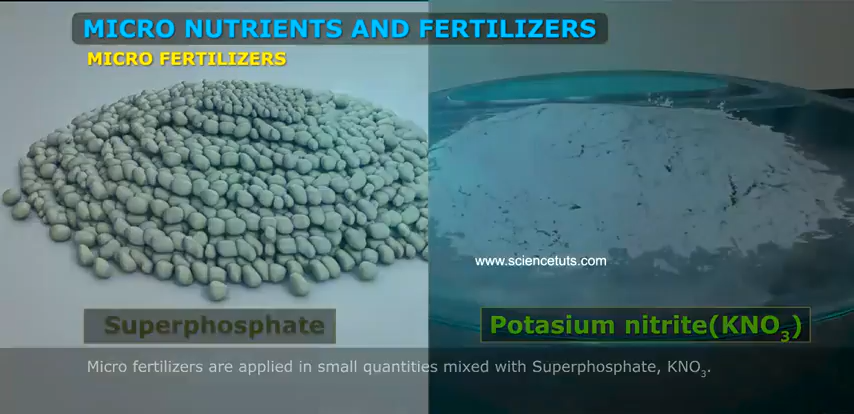 MICRO NUTRIENTS AND FERTILIZERS
MICRO FERTILIZERS
www.sciencetuts.com
Superphosphate
Potasium nitrite(KNO₃)
Micro fertilizers are applied in small quantities mixed with Superphosphate, KNO₃.